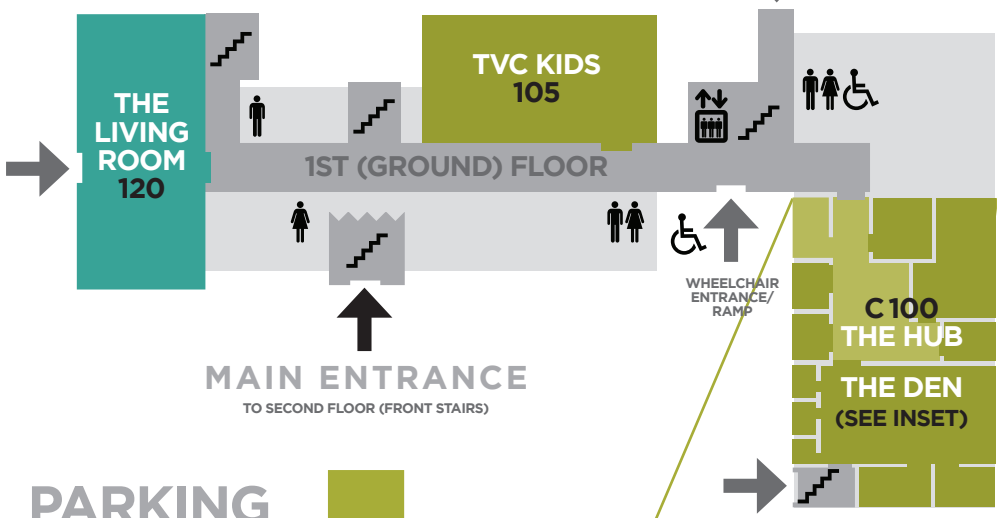 TVC KIDS
105
THE
LIVING
ROOM
120
1ST (GROUND) FLOOR
WHEELCHAIR
ENTRANCE/
RAMP
C 100
THE HUB
MAIN ENTRANCE
TO SECOND FLOOR (FRONT STAIRS)
THE DEN
(SEE INSET)
PARKING